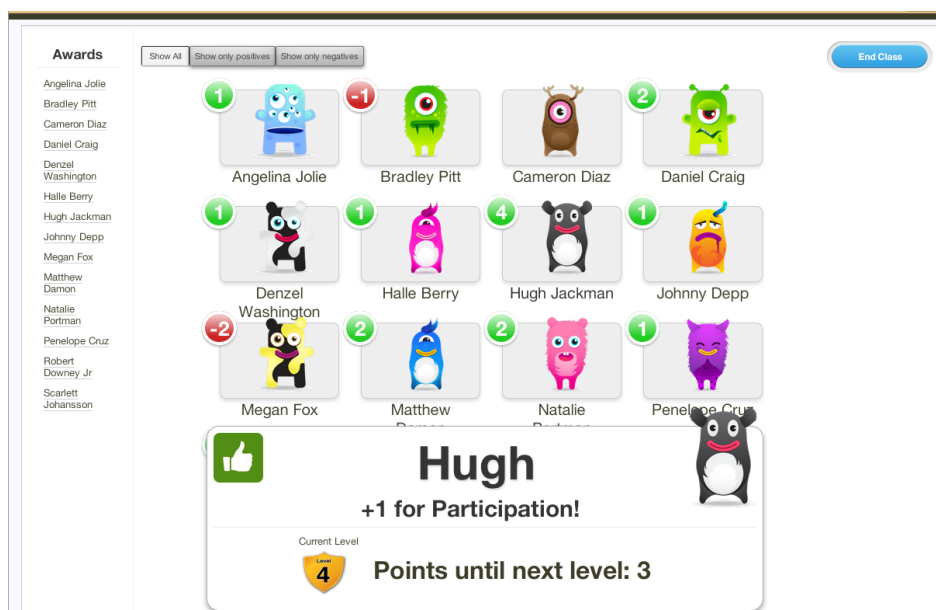 Awards
Angelina Jolie
Bradley Pitt
Cameron Diaz
Daniel Craig
Denzel
Washington
Halle Berry
Hugh Jackman
Johnny Depp
Megan Fox
Matthew
Damon
Natalie
Portman
Penelope Cruz
Robert
Downey Jr
Scarlett
Johansson
Show All Show only positives Show only negatives
End Class
1 -1 2
Angelina Jolie Bradley Pitt Cameron Diaz Daniel Craig
1 1 4 1
Denzel Halle Berry Hugh Jackman Johnny Depp
Washington
-2 2 2 1
Megan Fox Matthew Natalie Penelope Cruz
Damon Portman
Hugh
+1 for Participation!
Current Level
Level
4
Points until next level: 3